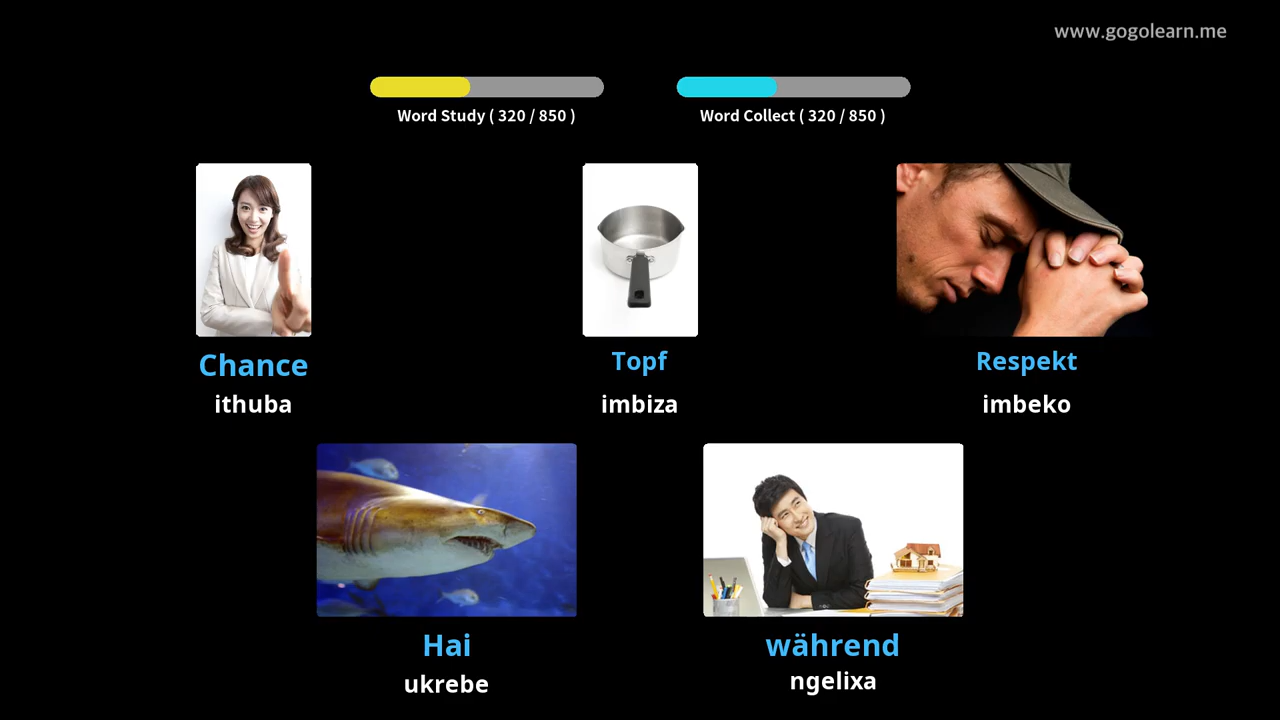 www.gogolearn.me
Word Study ( 320 / 850 )
Word Collect ( 320 / 850 )
Chance
ithuba
Topf
imbiza
Respekt
imbeko
Hai
ukrebe
während
ngelixa